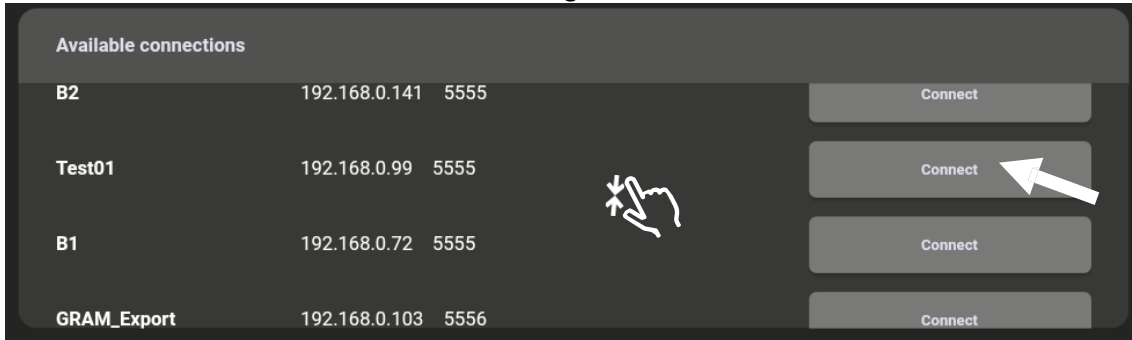 Available connections
B2 192.168.0.141 5555 Connect
Test01 192.168.0.99 5555 Connect
B1 192.168.0.72 5555 Connect
GRAM_Export 192.168.0.103 5556 Connect